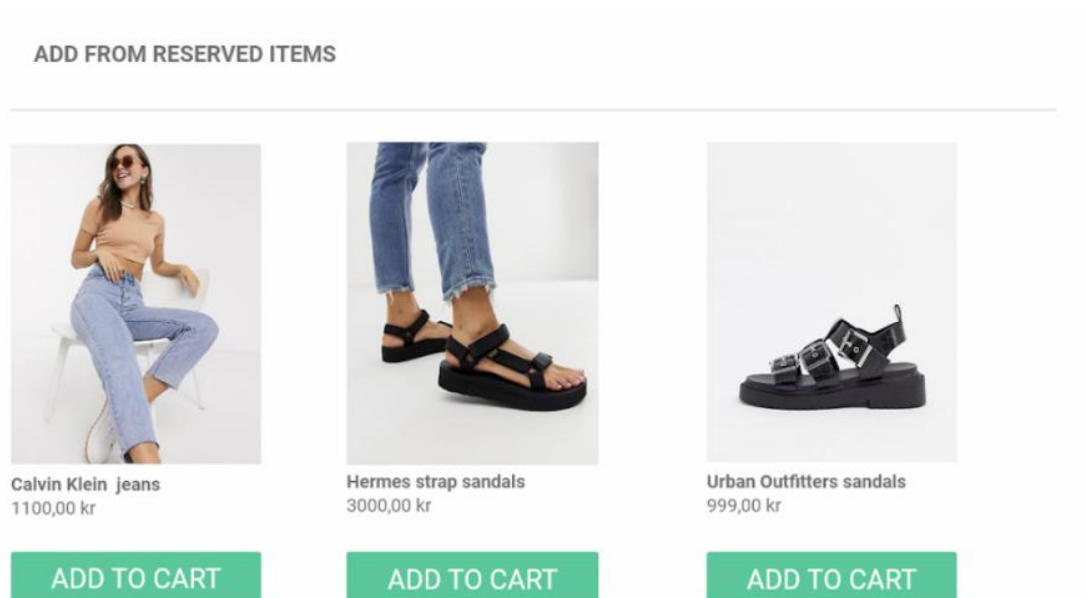 ADD FROM RESERVED ITEMS
Calvin Klein  jeans
1100,00 kr
ADD TO CART
Hermes strap sandals
3000,00 kr
ADD TO CART
Urban Outfitters sandals
999,00 kr
ADD TO CART